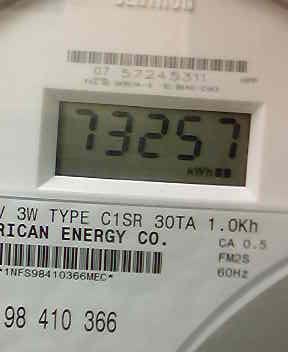 CENTRON
07 57245311
73257
kWh
V 3W TYPE C1SR 30TA 1.0Kh
RICAN ENERGY CO.
CA 0.5
FM2S
60Hz
*1NFS98410366MEC*
98 410 366